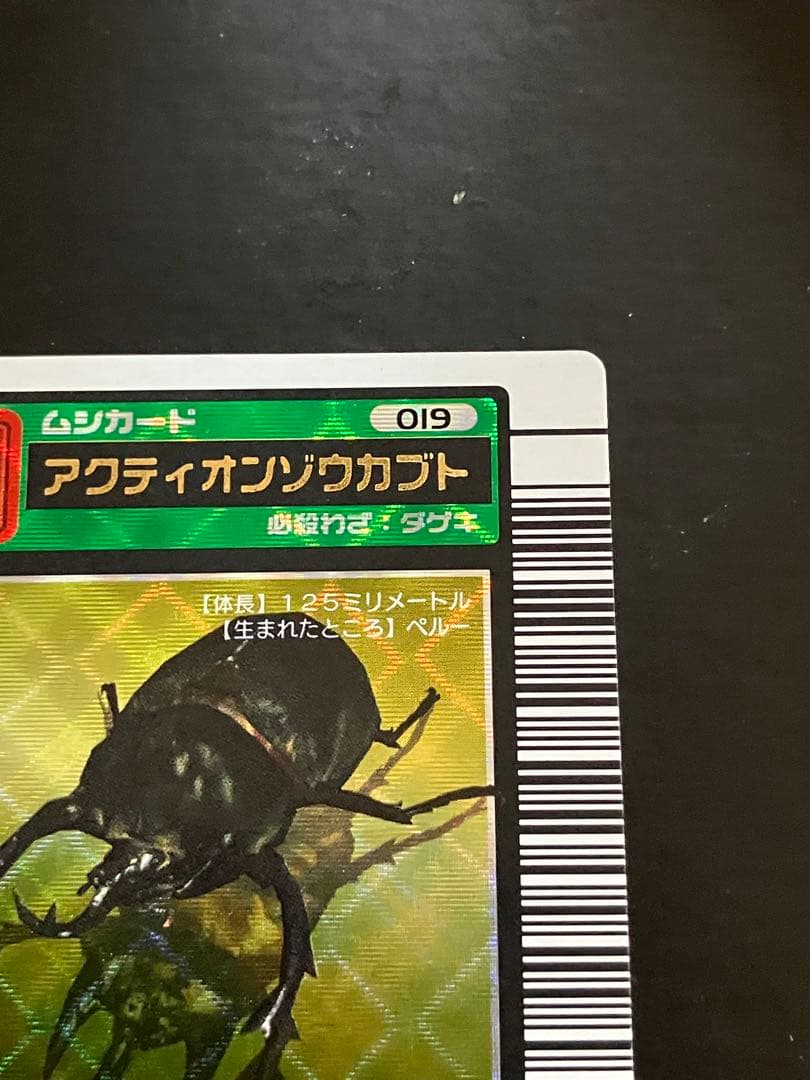 ムシカード
019
アクティオンゾウカブト
必殺わざ：ダゲキ
【体長】１２５ミリメートル
【生まれたところ】ペルー